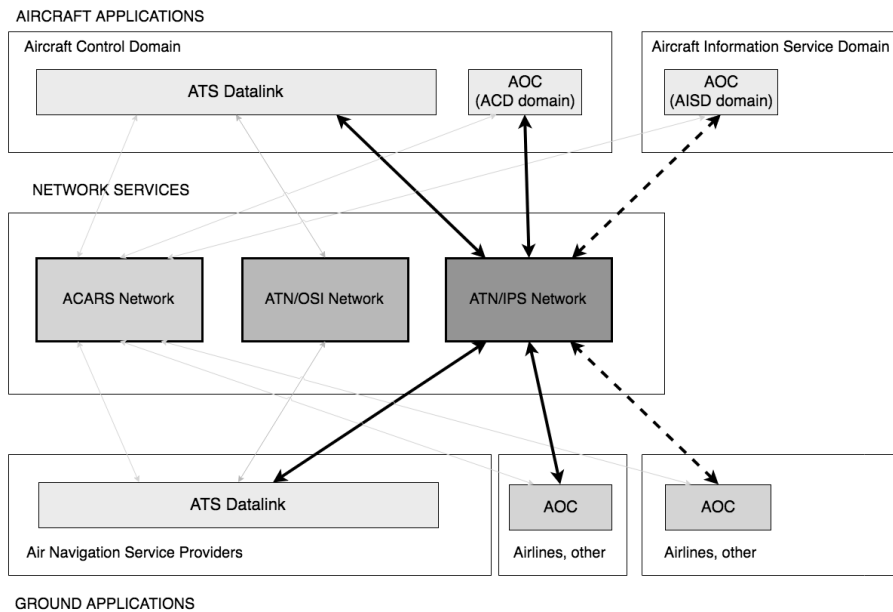 AIRCRAFT APPLICATIONS
Aircraft Control Domain
Aircraft Information Service Domain
ATS Datalink
AOC
(ACD domain)
AOC
(AISD domain)
NETWORK SERVICES
ACARS Network
ATN/OSI Network
ATN/IPS Network
ATS Datalink
AOC
AOC
Air Navigation Service Providers
Airlines, other
Airlines, other
GROUND APPLICATIONS